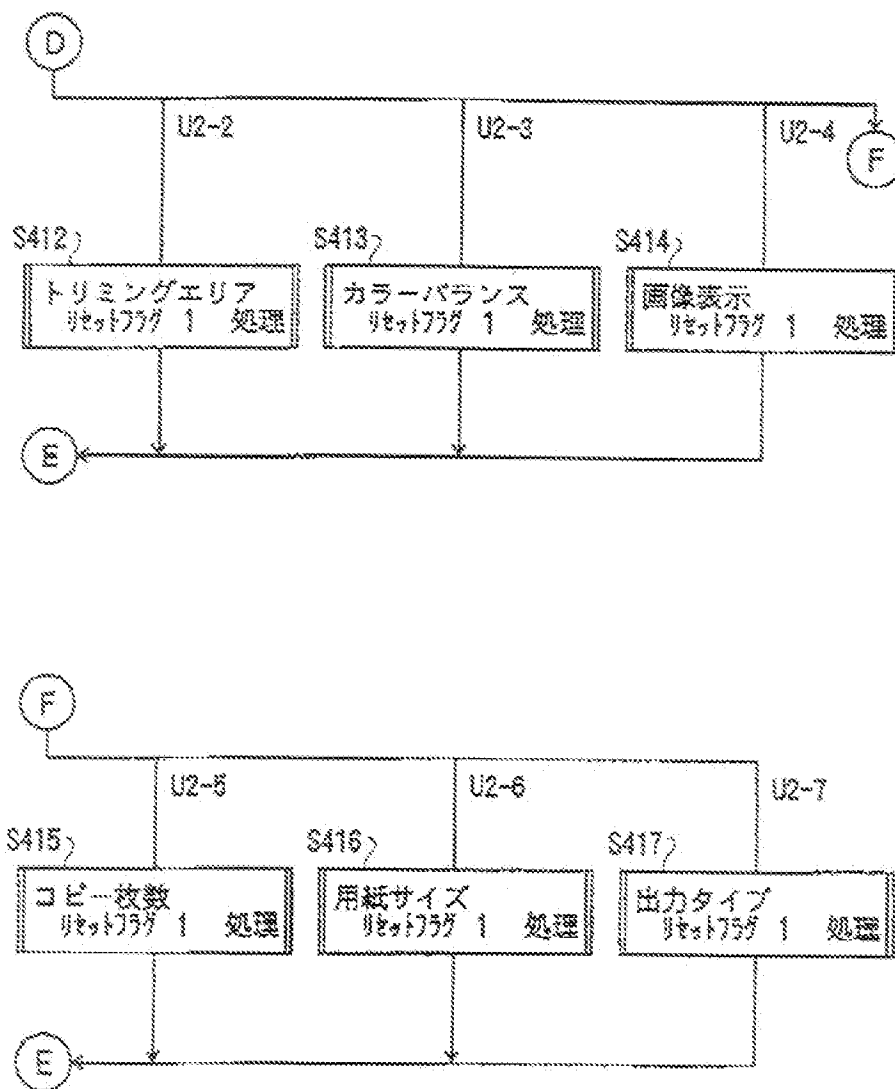 D
U2-2
U2-3
U2-4
F
S412
S413
S414
トリミングエリア
リセットフラグ 1 処理
カラーバランス
リセットフラグ 1 処理
画像表示
リセットフラグ 1 処理
E
F
U2-5
U2-6
U2-7
S415
S416
S417
コピー枚数
リセットフラグ 1 処理
用紙サイズ
リセットフラグ 1 処理
出力タイプ
リセットフラグ 1 処理
E